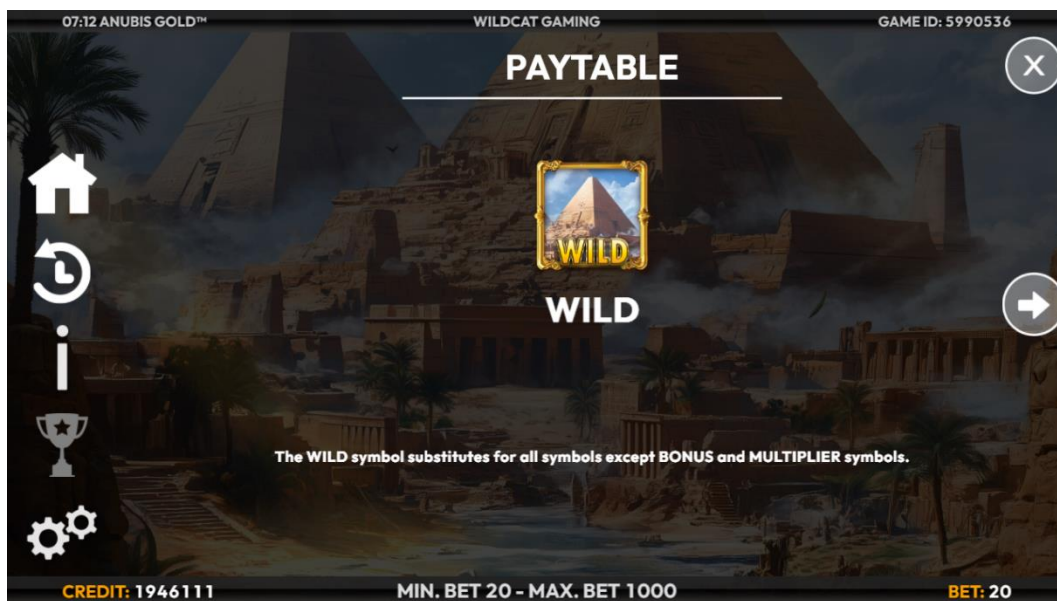 07:12 ANUBIS GOLD™ WILDCAT GAMING GAME ID: 5990536
PAYTABLE
X
WILD
WILD
The WILD symbol substitutes for all symbols except BONUS and MULTIPLIER symbols.
CREDIT: 1946111 MIN. BET 20 - MAX. BET 1000 BET: 20